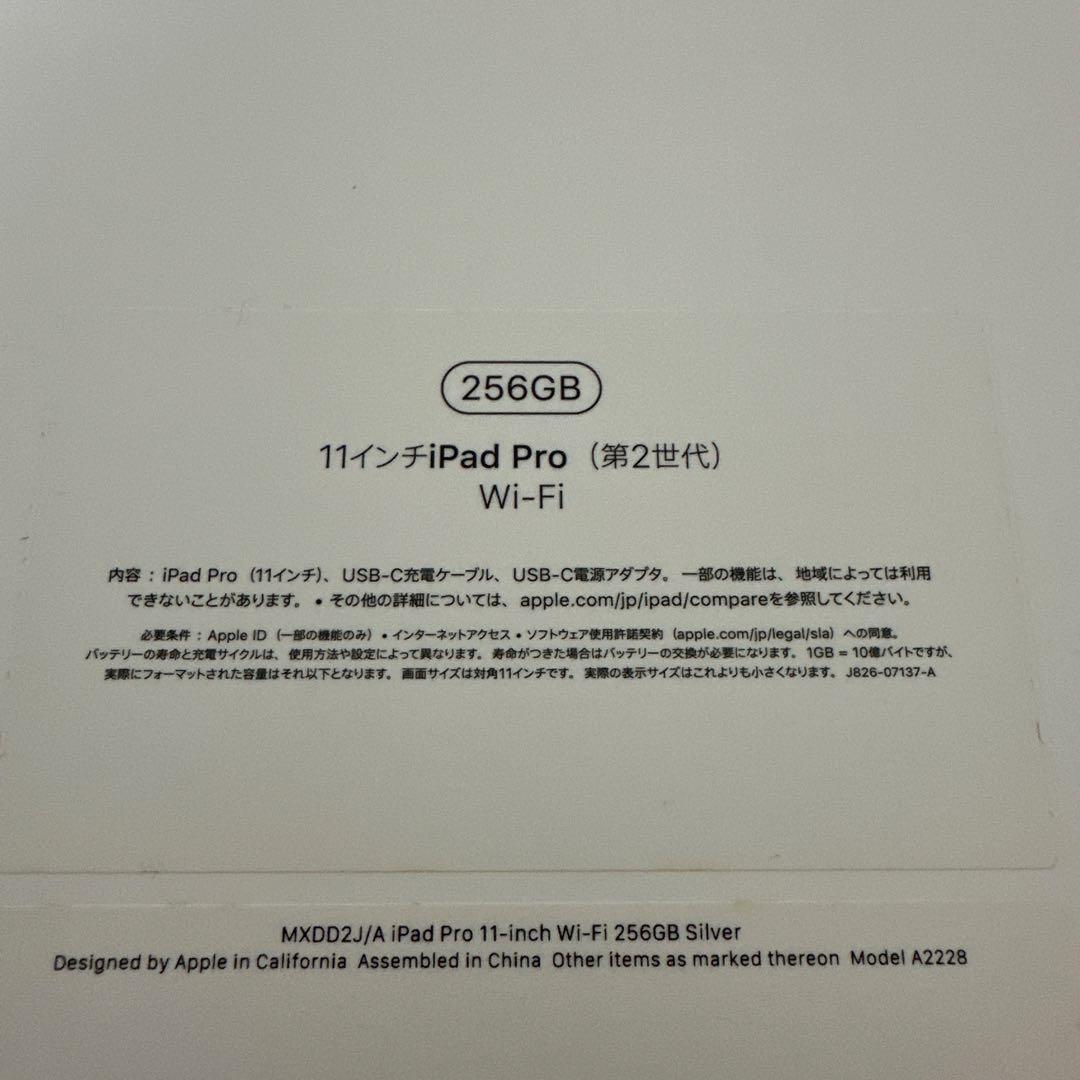 256GB
11インチiPad Pro（第2世代）
Wi-Fi
内容：iPad Pro（11インチ）、USB-C充電ケーブル、USB-C電源アダプタ。一部の機能は、地域によっては利用
できないことがあります。• その他の詳細については、apple.com/jp/ipad/compareを参照してください。
必要条件：Apple ID（一部の機能のみ）• インターネットアクセス • ソフトウェア使用許諾契約（apple.com/jp/legal/sla）への同意。
バッテリーの寿命と充電サイクルは、使用方法や設定によって異なります。寿命がつきた場合はバッテリーの交換が必要になります。1GB = 10億バイトですが、
実際にフォーマットされた容量はそれ以下となります。画面サイズは対角11インチです。実際の表示サイズはこれよりも小さくなります。J826-07137-A
MXDD2J/A iPad Pro 11-inch Wi-Fi 256GB Silver
Designed by Apple in California Assembled in China Other items as marked thereon Model A2228